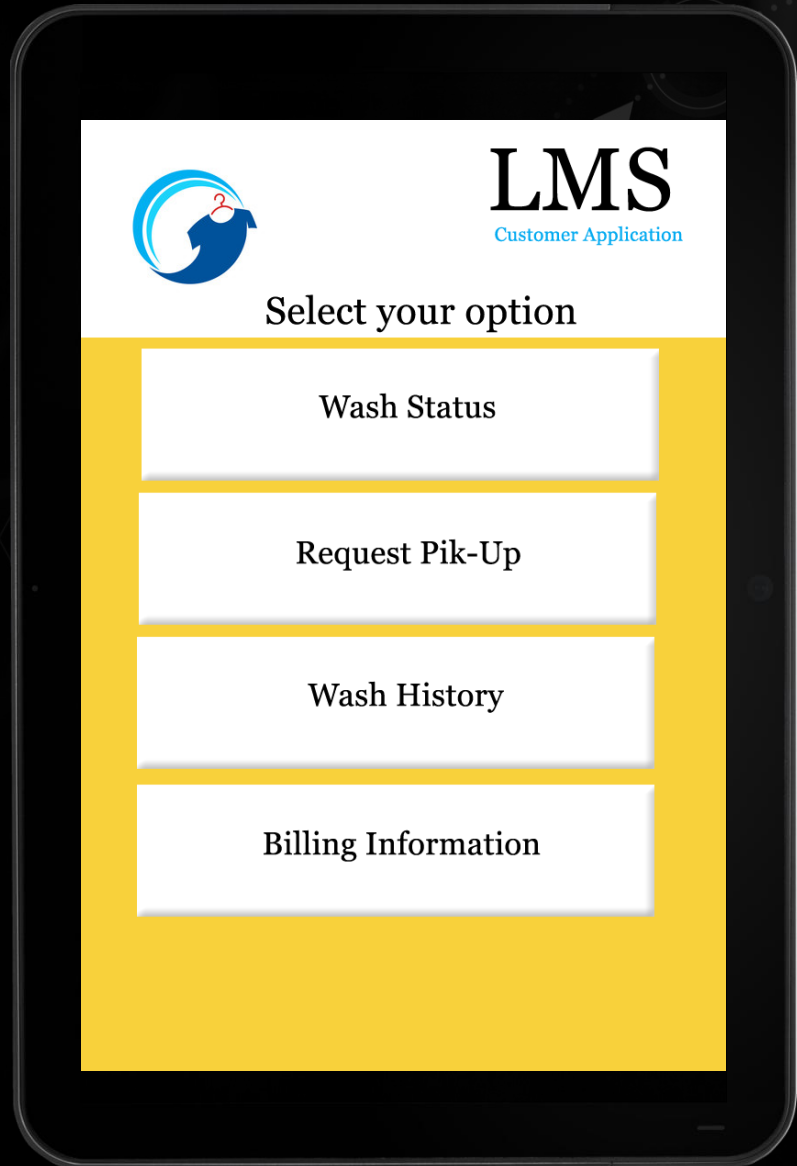 LMS
Customer Application
Select your option
Wash Status
Request Pik-Up
Wash History
Billing Information